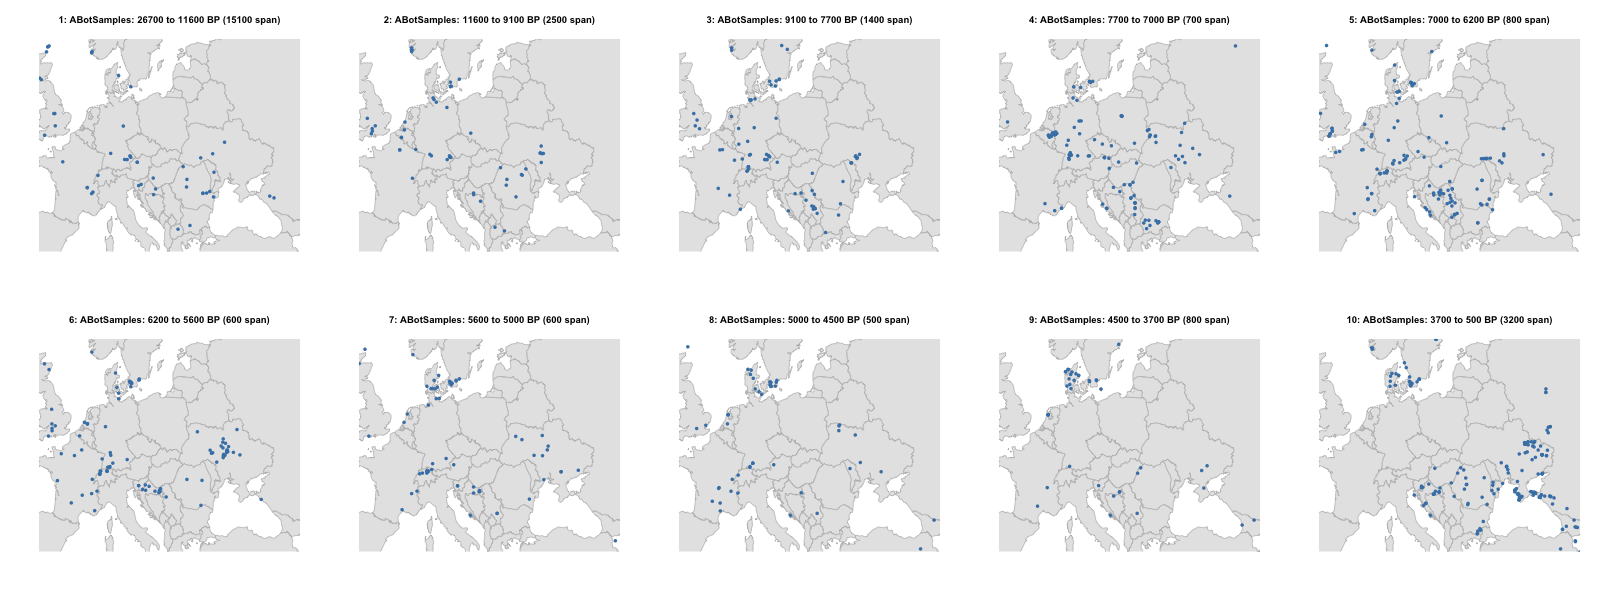 1: ABotSamples: 26700 to 11600 BP (15100 span)
2: ABotSamples: 11600 to 9100 BP (2500 span)
3: ABotSamples: 9100 to 7700 BP (1400 span)
4: ABotSamples: 7700 to 7000 BP (700 span)
5: ABotSamples: 7000 to 6200 BP (800 span)
6: ABotSamples: 6200 to 5600 BP (600 span)
7: ABotSamples: 5600 to 5000 BP (600 span)
8: ABotSamples: 5000 to 4500 BP (500 span)
9: ABotSamples: 4500 to 3700 BP (800 span)
10: ABotSamples: 3700 to 500 BP (3200 span)